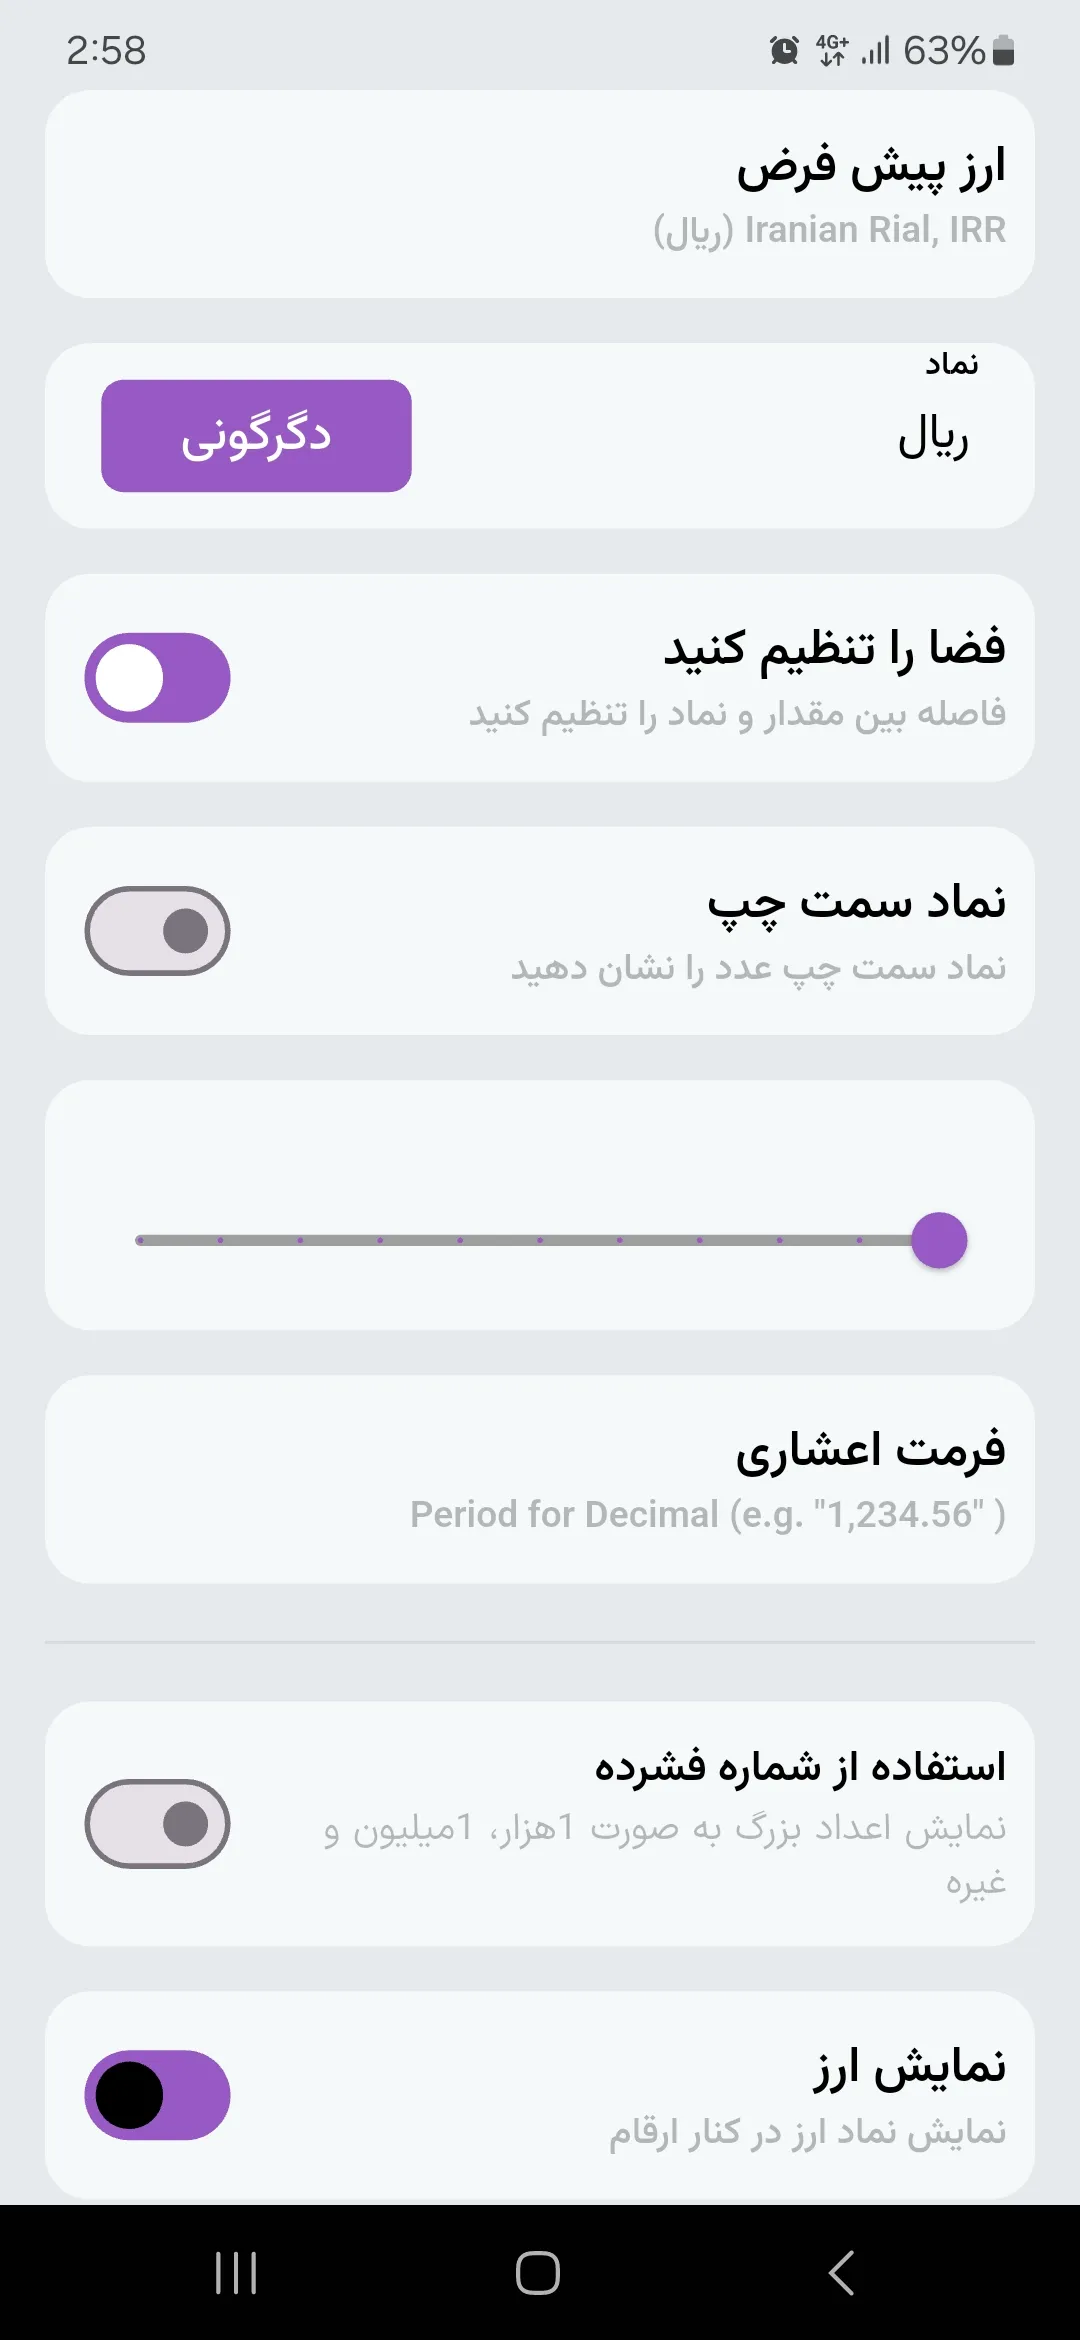 2:58 4G+ 63%
ارز پیش فرض
Iranian Rial, IRR (ریال)
نماد
ریال
دگرگونی
فضا را تنظیم کنید
فاصله بین مقدار و نماد را تنظیم کنید
نماد سمت چپ
نماد سمت چپ عدد را نشان دهید
فرمت اعشاری
Period for Decimal (e.g. "1,234.56" )
استفاده از شماره فشرده
نمایش اعداد بزرگ به صورت 1هزار، 1میلیون و
غیره
نمایش ارز
نمایش نماد ارز در کنار ارقام